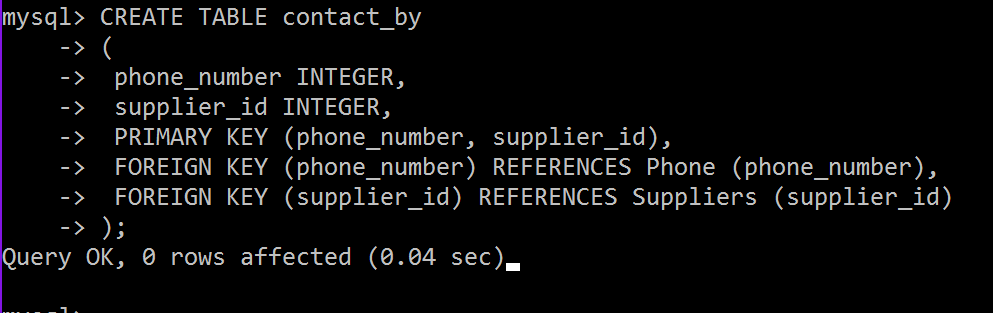 mysql> CREATE TABLE contact_by
    -> (
    ->  phone_number INTEGER,
    ->  supplier_id INTEGER,
    ->  PRIMARY KEY (phone_number, supplier_id),
    ->  FOREIGN KEY (phone_number) REFERENCES Phone (phone_number),
    ->  FOREIGN KEY (supplier_id) REFERENCES Suppliers (supplier_id)
    -> );
Query OK, 0 rows affected (0.04 sec)
mysql>